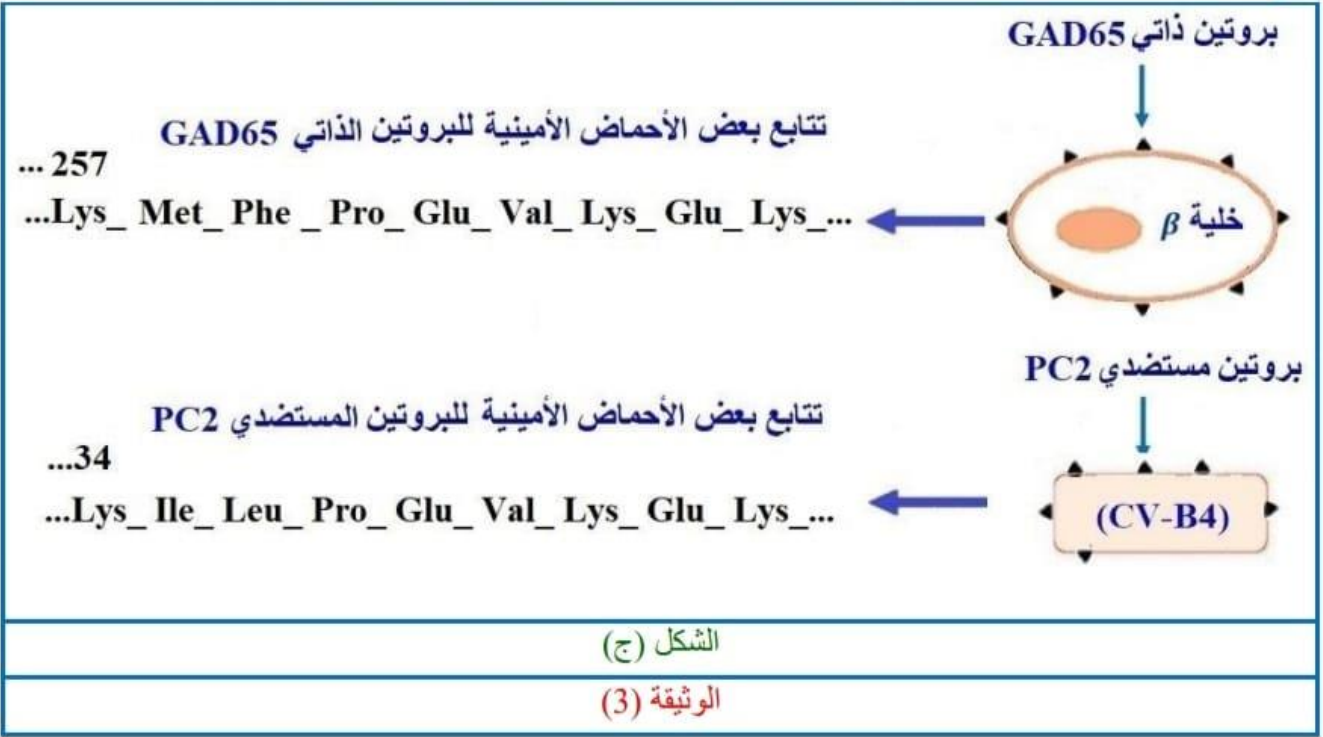 بروتين ذاتي GAD65
تتابع بعض الأحماض الأمينية للبروتين الذاتي GAD65
... 257
...Lys_ Met_ Phe _ Pro_ Glu_ Val_ Lys_ Glu_ Lys_...
خلية β
بروتين مستضدي PC2
تتابع بعض الأحماض الأمينية للبروتين المستضدي PC2
...34
...Lys_ Ile_ Leu_ Pro_ Glu_ Val_ Lys_ Glu_ Lys_...
(CV-B4)
الشكل (ج)
الوثيقة (3)